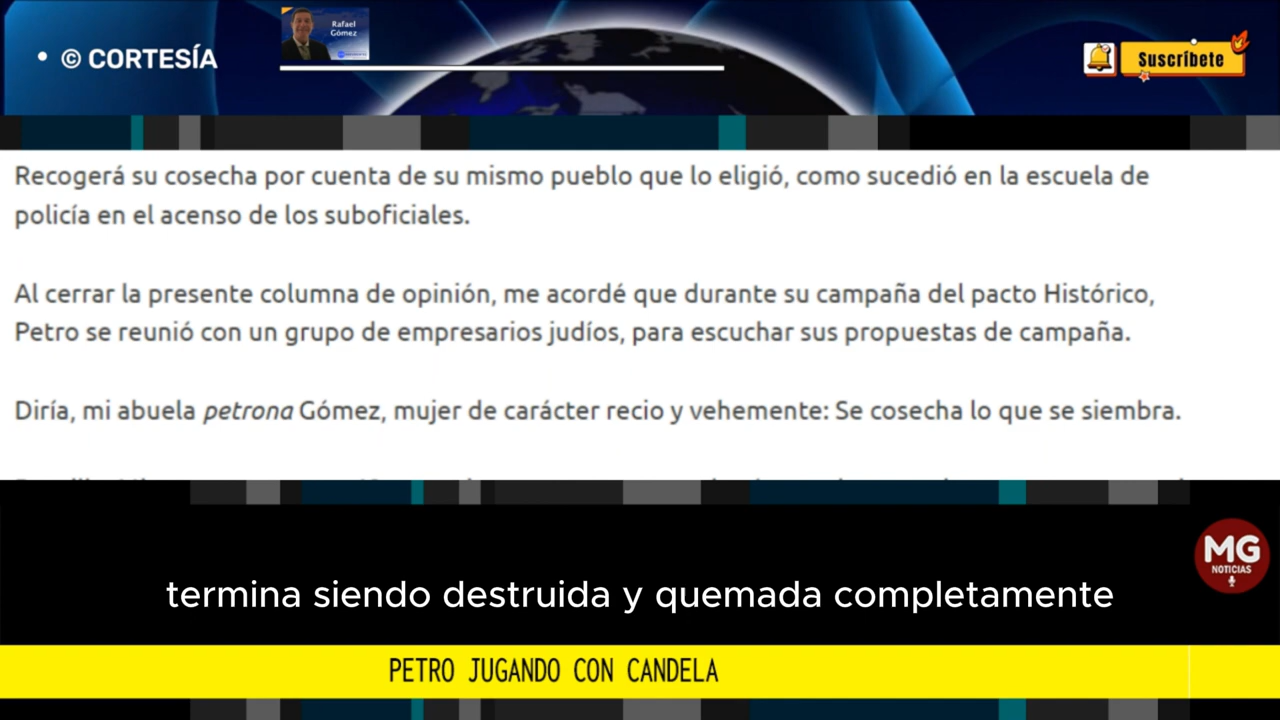 • © CORTESÍA
Rafael
Gómez
Suscríbete
Recogerá su cosecha por cuenta de su mismo pueblo que lo eligió, como sucedió en la escuela de
policía en el acenso de los suboficiales.
Al cerrar la presente columna de opinión, me acordé que durante su campaña del pacto Histórico,
Petro se reunió con un grupo de empresarios judíos, para escuchar sus propuestas de campaña.
Diría, mi abuela petrona Gómez, mujer de carácter recio y vehemente: Se cosecha lo que se siembra.
MG
NOTICIAS
termina siendo destruida y quemada completamente
PETRO JUGANDO CON CANDELA